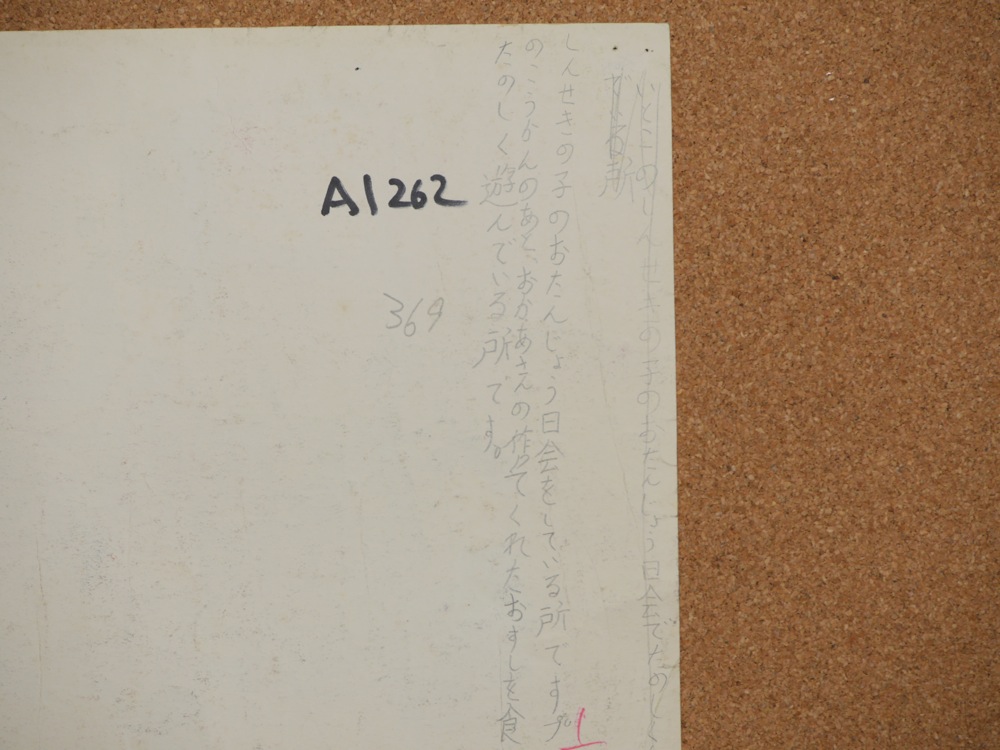 いとこのしんせきの子のおたんじょう日会でたのしく
所
しんせきの子のおたんじょう日会をしている所です。プ
のこうかんのあと、おかあさんの作てくれたおすしを食
たのしく遊んでいる所です。
A1262
369
1